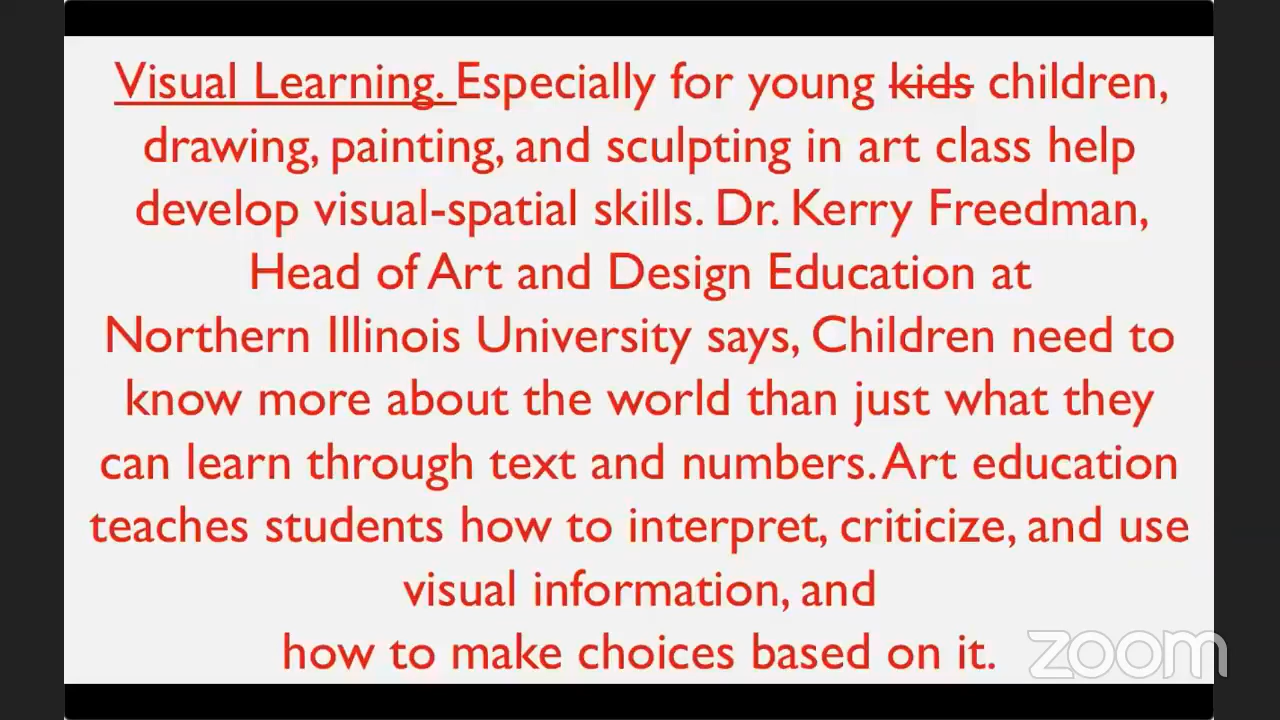 Visual Learning. Especially for young kids children,
drawing, painting, and sculpting in art class help
develop visual-spatial skills. Dr. Kerry Freedman,
Head of Art and Design Education at
Northern Illinois University says, Children need to
know more about the world than just what they
can learn through text and numbers. Art education
teaches students how to interpret, criticize, and use
visual information, and
how to make choices based on it.
zoom